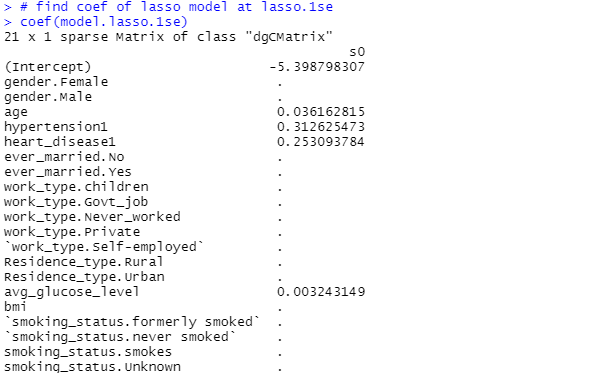 > # find coef of lasso model at lasso.1se
> coef(model.lasso.1se)
21 x 1 sparse Matrix of class "dgCMatrix"
s0
(Intercept) -5.398798307
gender.Female .
gender.Male .
age 0.036162815
hypertension1 0.312625473
heart_disease1 0.253093784
ever_married.No .
ever_married.Yes .
work_type.children .
work_type.Govt_job .
work_type.Never_worked .
work_type.Private .
`work_type.Self-employed` .
Residence_type.Rural .
Residence_type.Urban .
avg_glucose_level 0.003243149
bmi .
`smoking_status.formerly smoked` .
`smoking_status.never smoked` .
smoking_status.smokes .
smoking_status.Unknown .